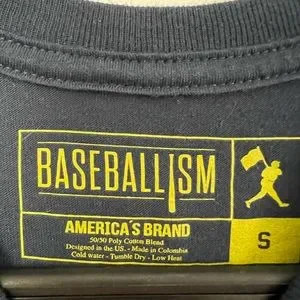 BASEBALLISM
AMERICA'S BRAND
50/50 Poly Cotton Blend
Designed in the US. - Made in Colombia
Cold water - Tumble Dry - Low Heat
S